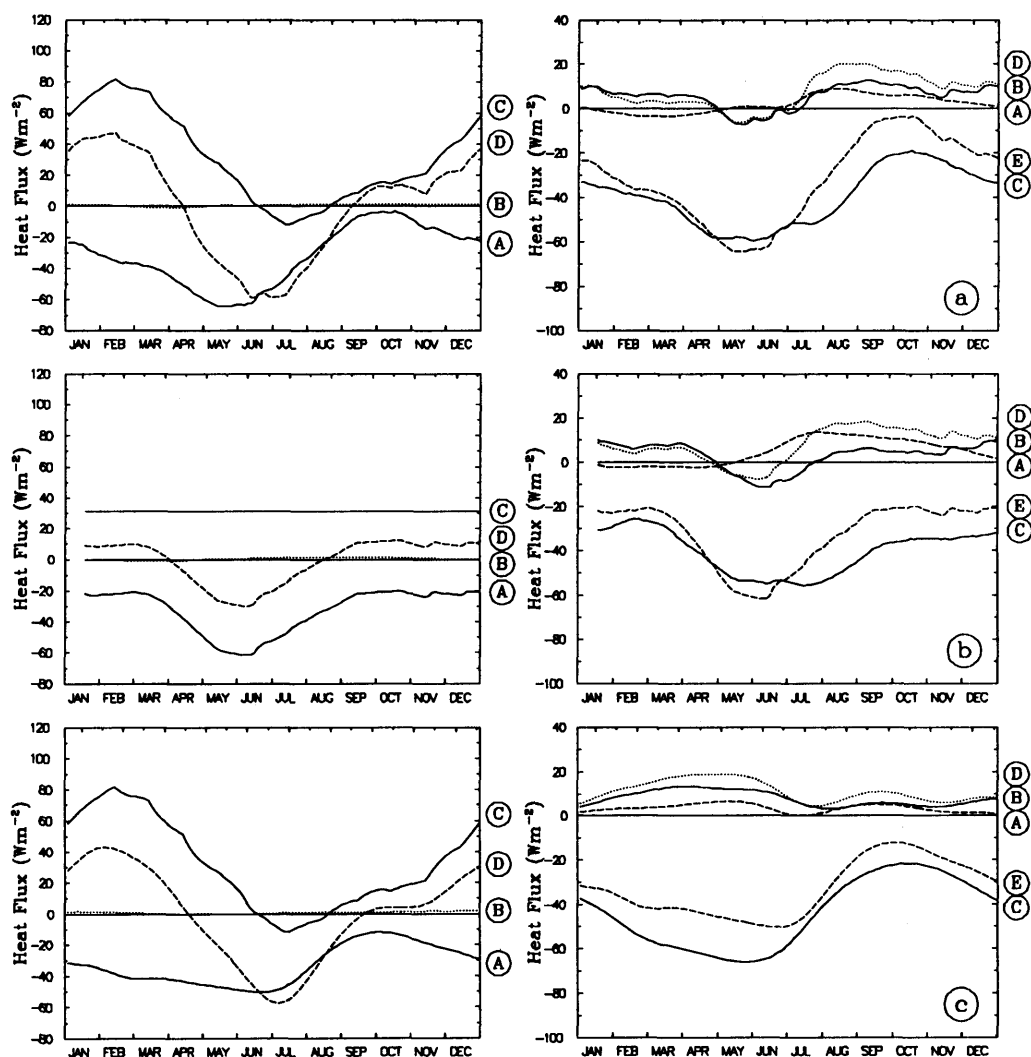 120
100
80
60
40
20
0
-20
-40
-60
-80
Heat Flux (Wm⁻²)
JAN FEB MAR APR MAY JUN JUL AUG SEP OCT NOV DEC
C
D
B
A
40
20
0
-20
-40
-60
-80
-100
Heat Flux (Wm⁻²)
JAN FEB MAR APR MAY JUN JUL AUG SEP OCT NOV DEC
D
B
A
E
C
a
120
100
80
60
40
20
0
-20
-40
-60
-80
Heat Flux (Wm⁻²)
JAN FEB MAR APR MAY JUN JUL AUG SEP OCT NOV DEC
C
D
B
A
40
20
0
-20
-40
-60
-80
-100
Heat Flux (Wm⁻²)
JAN FEB MAR APR MAY JUN JUL AUG SEP OCT NOV DEC
D
B
A
E
C
b
120
100
80
60
40
20
0
-20
-40
-60
-80
Heat Flux (Wm⁻²)
JAN FEB MAR APR MAY JUN JUL AUG SEP OCT NOV DEC
C
D
B
A
40
20
0
-20
-40
-60
-80
-100
Heat Flux (Wm⁻²)
JAN FEB MAR APR MAY JUN JUL AUG SEP OCT NOV DEC
D
B
A
E
C
c